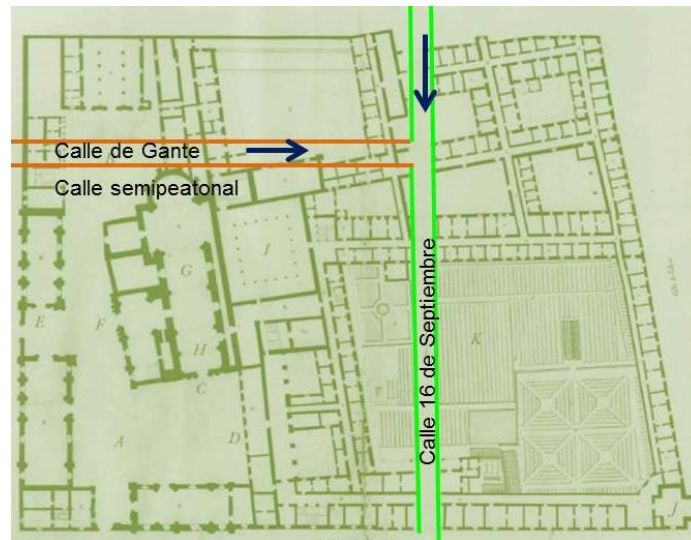 Calle de Gante
Calle semipeatonal
Calle 16 de Septiembre
I
G
E
F
H
C
K
A
D
J